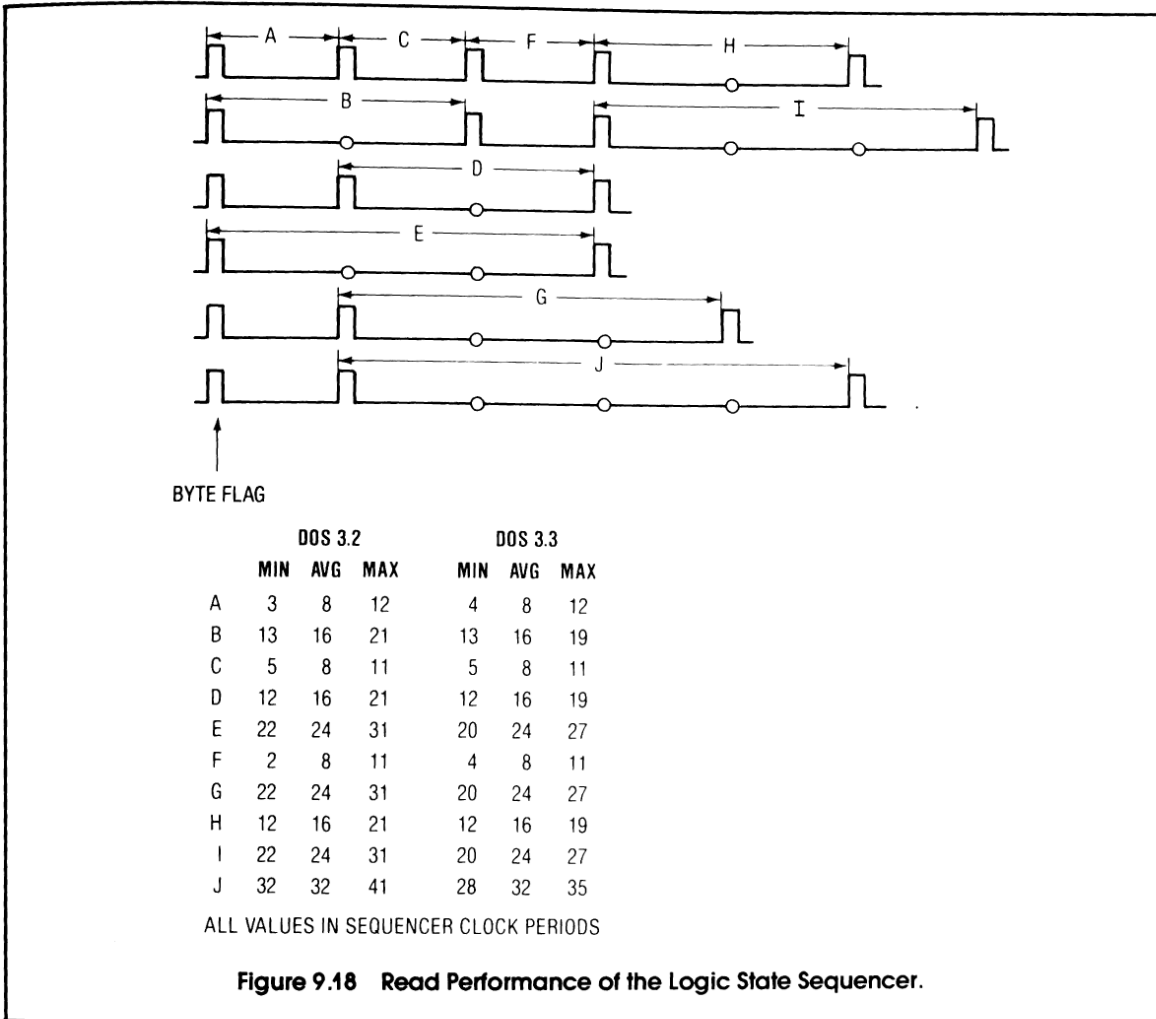 A C F H
B I
D
E
G
J
BYTE FLAG
DOS 3.2 DOS 3.3
MIN AVG MAX MIN AVG MAX
A 3 8 12 4 8 12
B 13 16 21 13 16 19
C 5 8 11 5 8 11
D 12 16 21 12 16 19
E 22 24 31 20 24 27
F 2 8 11 4 8 11
G 22 24 31 20 24 27
H 12 16 21 12 16 19
I 22 24 31 20 24 27
J 32 32 41 28 32 35
ALL VALUES IN SEQUENCER CLOCK PERIODS
Figure 9.18 Read Performance of the Logic State Sequencer.